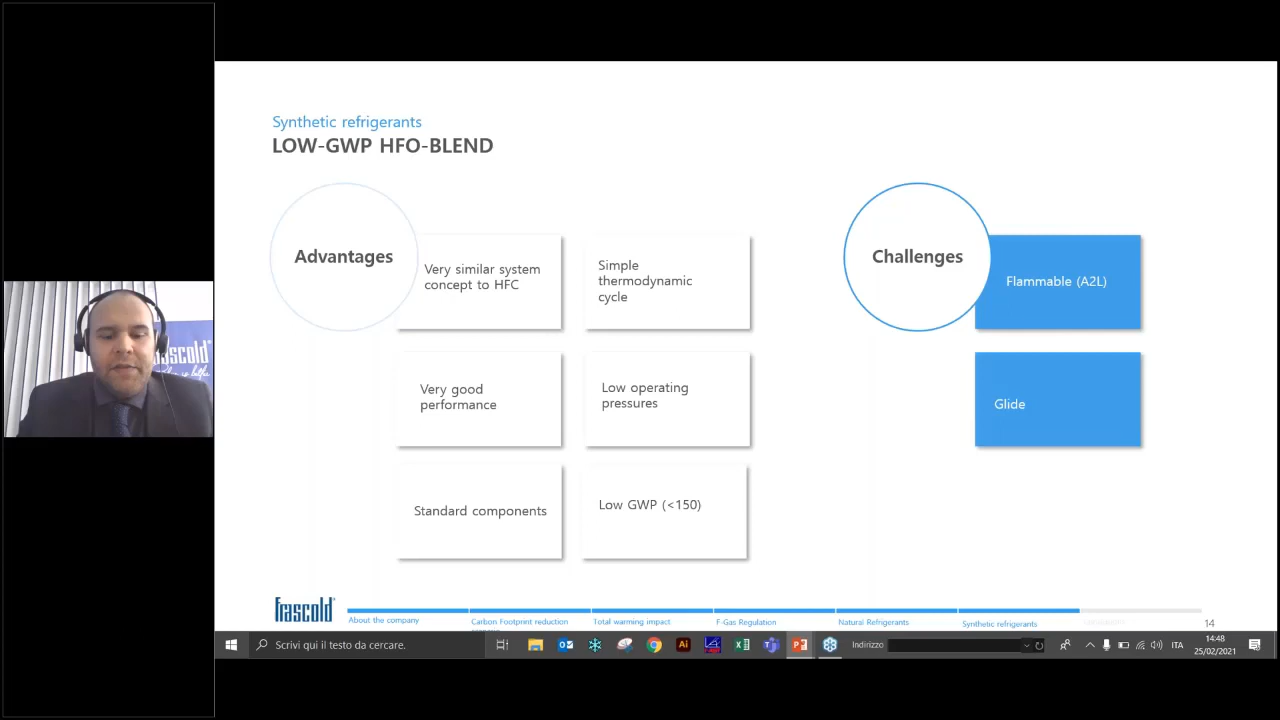 Synthetic refrigerants
LOW-GWP HFO-BLEND
Advantages
Very similar system
concept to HFC
Simple
thermodynamic
cycle
Very good
performance
Low operating
pressures
Standard components
Low GWP (<150)
Challenges
Flammable (A2L)
Glide
frascold
About the company
Carbon Footprint reduction
Total warming impact
F-Gas Regulation
Natural Refrigerants
Synthetic refrigerants
14
Scrivi qui il testo da cercare.
Indirizzo
ITA
14:48
25/02/2021